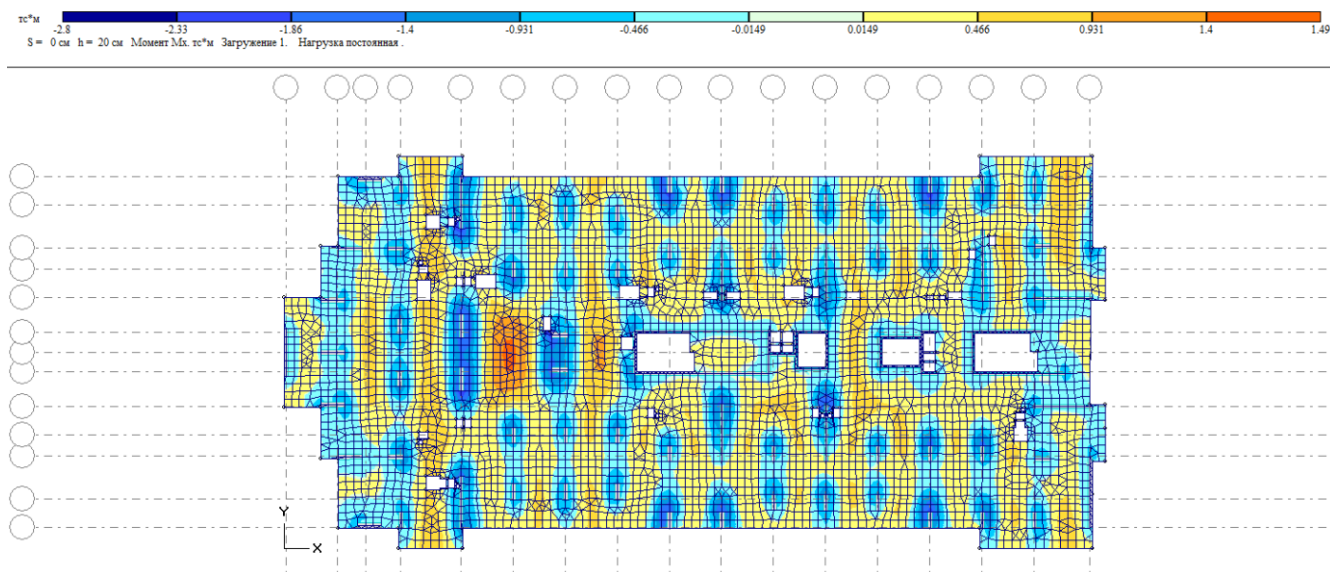 тс*м
-2.8 -2.33 -1.86 -1.4 -0.931 -0.466 -0.0149 0.0149 0.466 0.931 1.4 1.49
S = 0 см h = 20 см Момент Mx. тс*м Загружение 1. Нагрузка постоянная .
Y
X